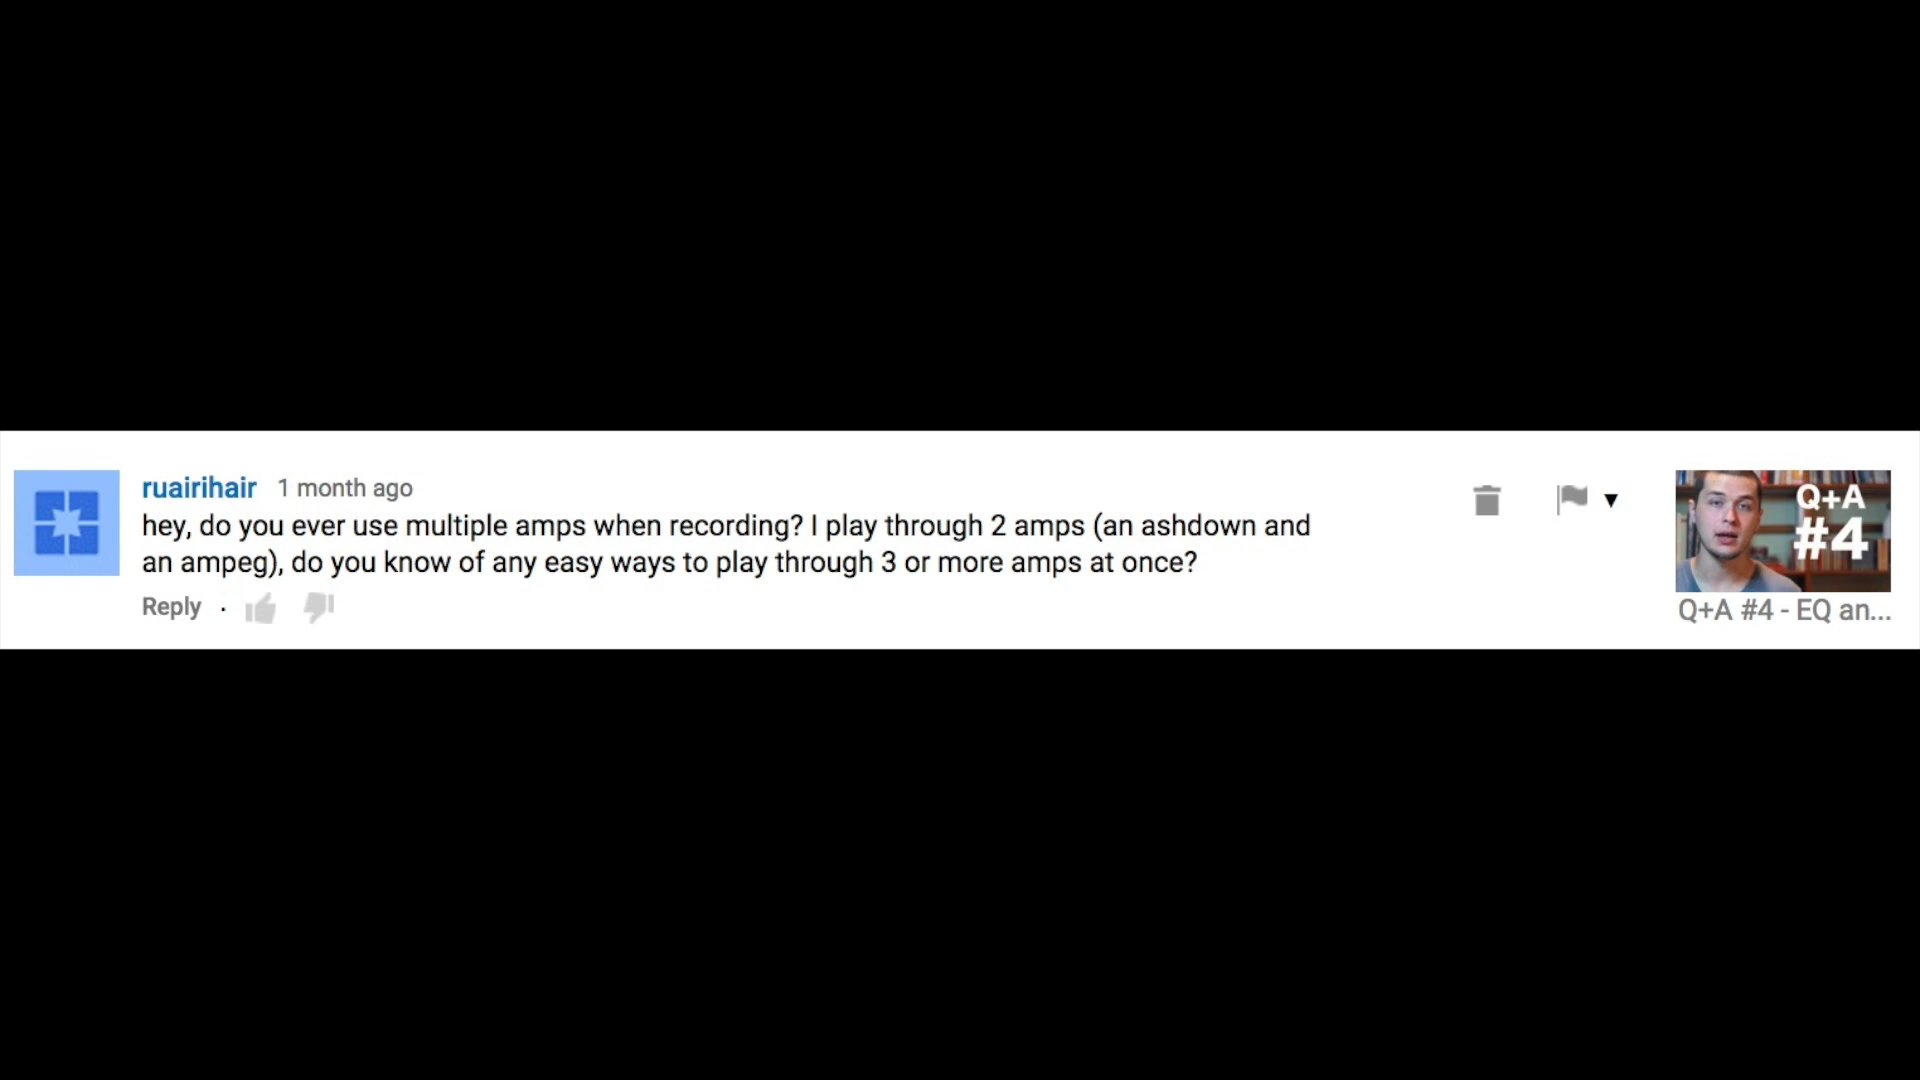 ruairihair 1 month ago
hey, do you ever use multiple amps when recording? I play through 2 amps (an ashdown and
an ampeg), do you know of any easy ways to play through 3 or more amps at once?
Reply ·
Q+A
#4
Q+A #4 - EQ an...